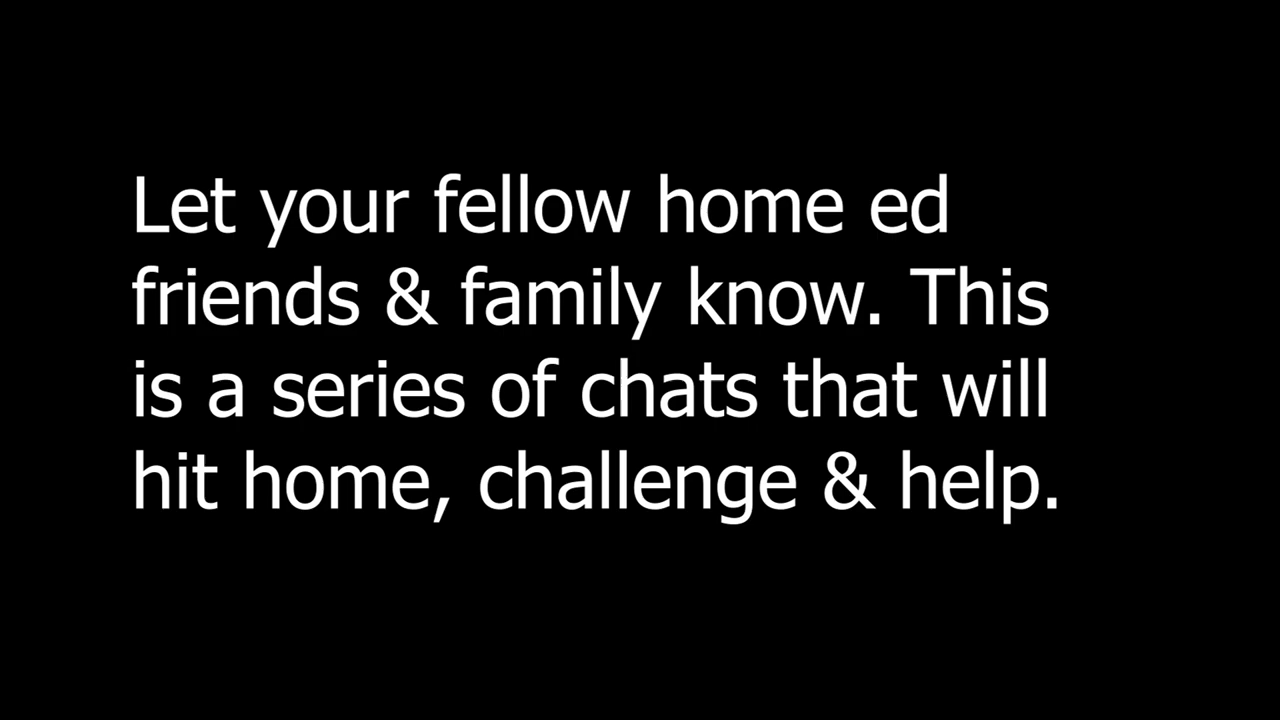 Let your fellow home ed
friends & family know. This
is a series of chats that will
hit home, challenge & help.